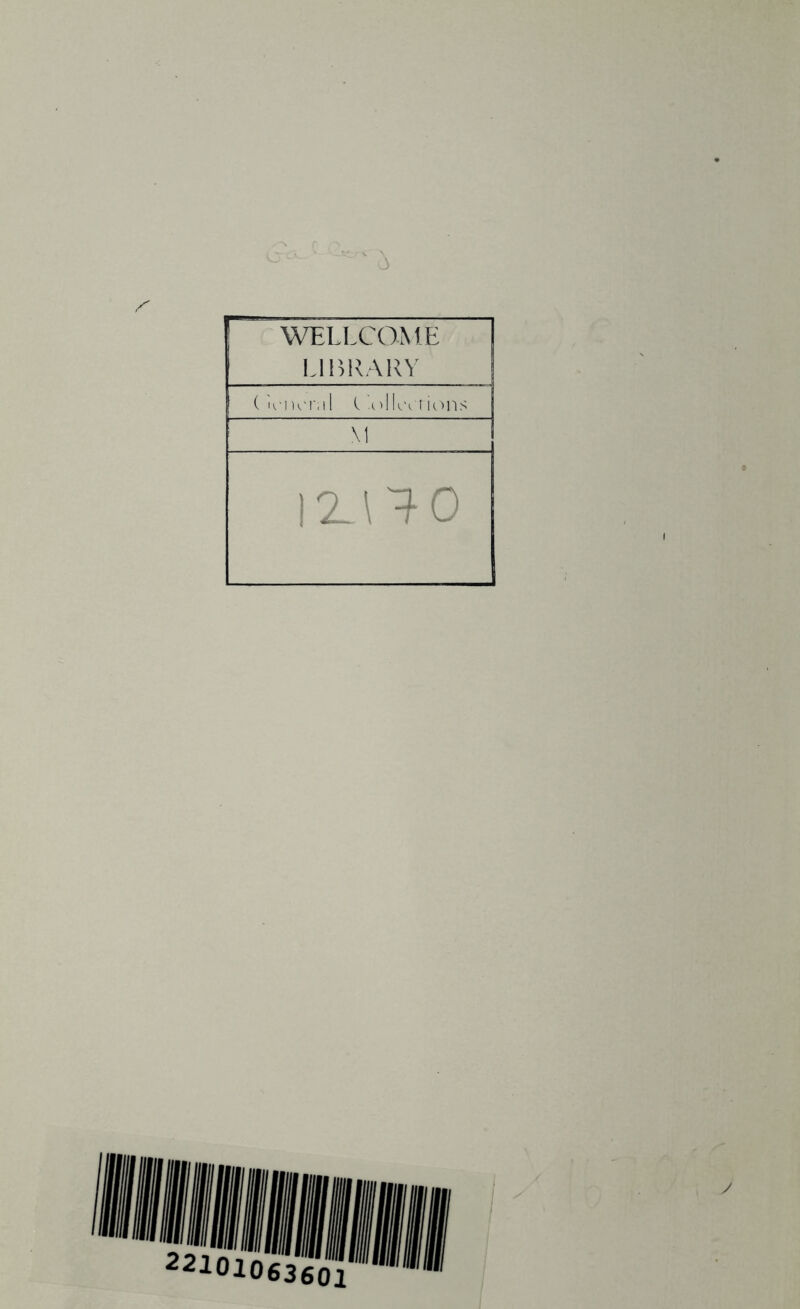 WELLCOME
LIBRARY
General Collections
M
12170
22101063601